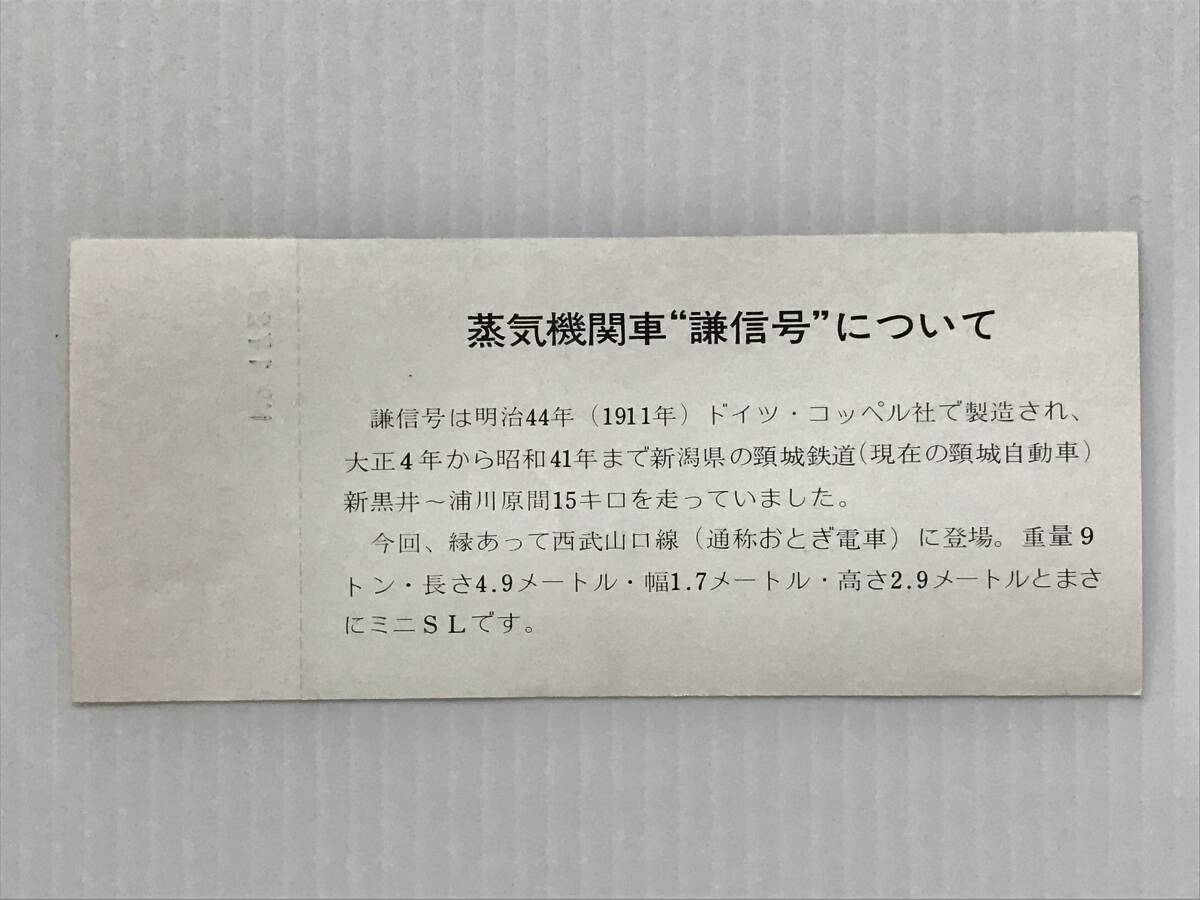 蒸気機関車“謙信号”について
謙信号は明治44年（1911年）ドイツ・コッペル社で製造され、
大正4年から昭和41年まで新潟県の頸城鉄道(現在の頸城自動車)
新黒井～浦川原間15キロを走っていました。
今回、縁あって西武山口線（通称おとぎ電車）に登場。重量9
トン・長さ4.9メートル・幅1.7メートル・高さ2.9メートルとまさ
にミニＳＬです。